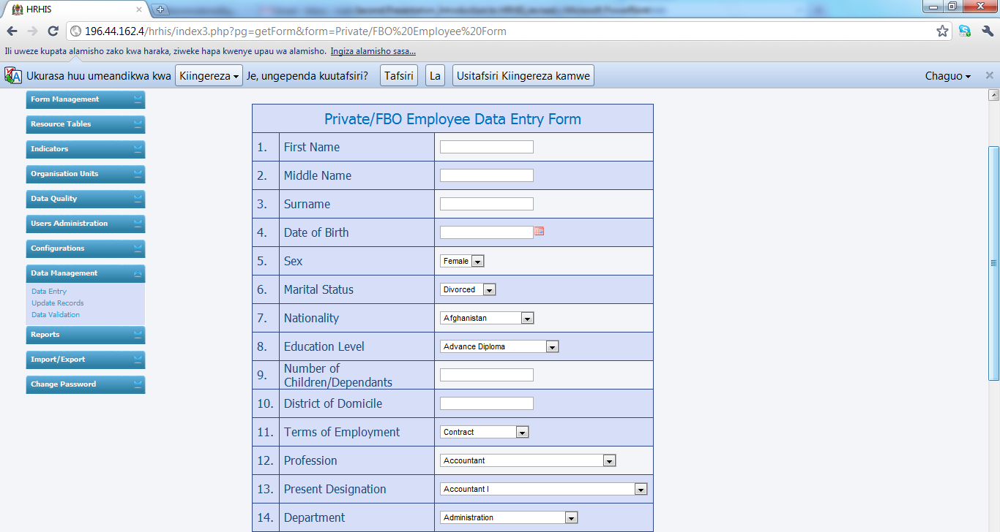 HRHIS
196.44.162.4/hrhis/index3.php?pg=getForm&form=Private/FBO%20Employee%20Form
Ili uweze kupata alamisho zako kwa haraka, ziweke hapa kwenye upau wa alamisho. Ingiza alamisho sasa...
Ukurasa huu umeandikwa kwa Kiingereza Je, ungependa kuutafsiri? Tafsiri La Usitafsiri Kiingereza kamwe Chaguo
Form Management
Resource Tables
Indicators
Organisation Units
Data Quality
Users Administration
Configurations
Data Management
Data Entry
Update Records
Data Validation
Reports
Import/Export
Change Password
Private/FBO Employee Data Entry Form
1. First Name
2. Middle Name
3. Surname
4. Date of Birth
5. Sex Female
6. Marital Status Divorced
7. Nationality Afghanistan
8. Education Level Advance Diploma
9. Number of
Children/Dependants
10. District of Domicile
11. Terms of Employment Contract
12. Profession Accountant
13. Present Designation Accountant I
14. Department Administration